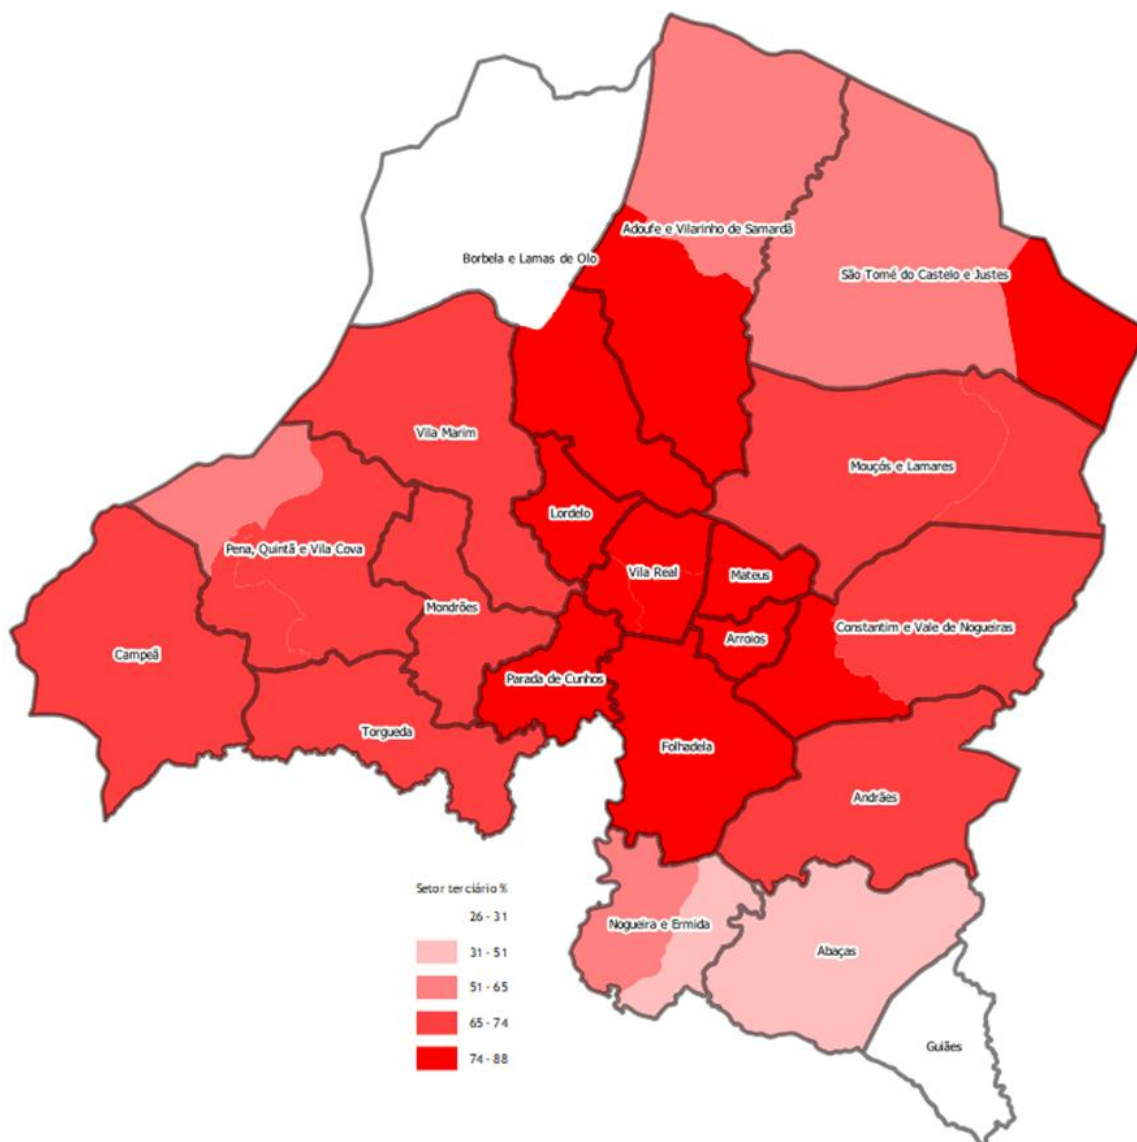 Adoufe e Vilarinho de Samardã
Borbela e Lamas de Olo
São Tomé do Castelo e Justes
Vila Marim
Mouçós e Lamares
Lordelo
Pena, Quintã e Vila Cova
Vila Real
Mateus
Mondrões
Constantim e Vale de Nogueiras
Arroios
Campeã
Parada de Cunhos
Torgueda
Folhadela
Andrães
Setor terciário %
26 - 31
31 - 51
51 - 65
65 - 74
74 - 88
Nogueira e Ermida
Abaças
Guiães